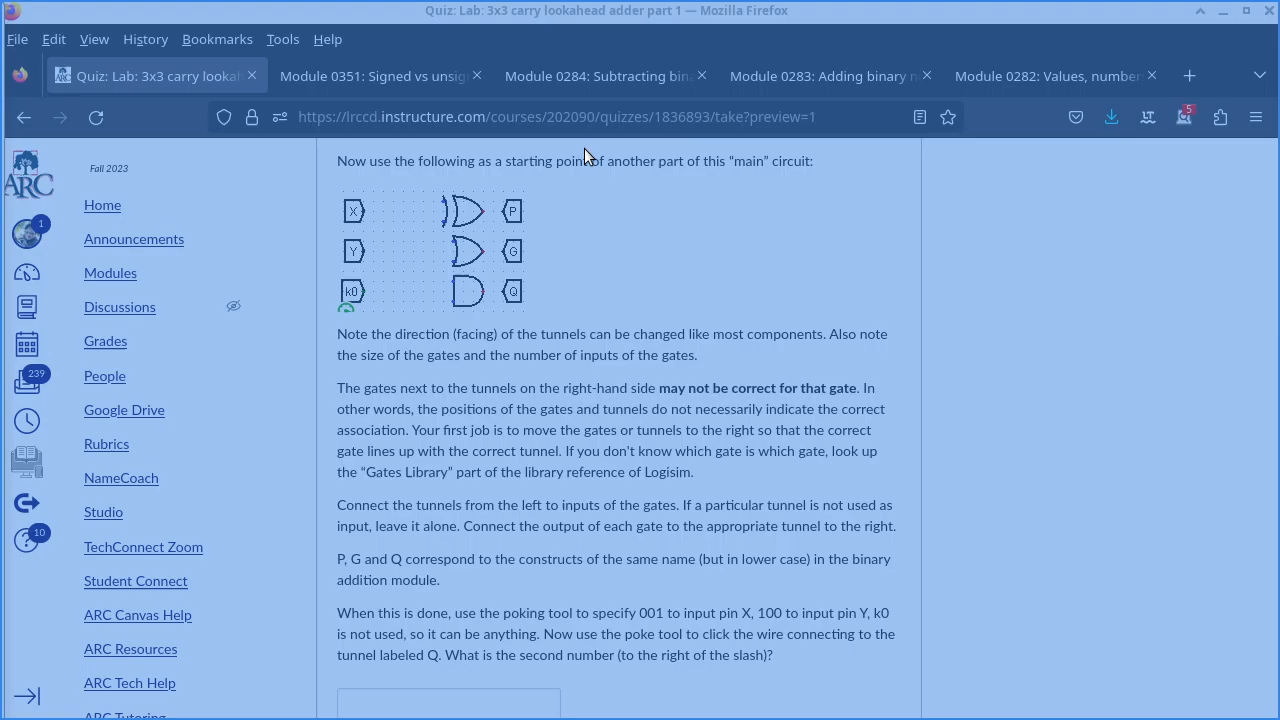 Quiz: Lab: 3x3 carry lookahead adder part 1 — Mozilla Firefox
File Edit View History Bookmarks Tools Help
Quiz: Lab: 3x3 carry lookal
Module 0351: Signed vs unsig
Module 0284: Subtracting bin
Module 0283: Adding binary n
Module 0282: Values, number
https://lrccd.instructure.com/courses/202090/quizzes/1836893/take?preview=1
5
ARC
1
239
10
Fall 2023
Home
Announcements
Modules
Discussions
Grades
People
Google Drive
Rubrics
NameCoach
Studio
TechConnect Zoom
Student Connect
ARC Canvas Help
ARC Resources
ARC Tech Help
ARC Tutoring
Now use the following as a starting point of another part of this “main” circuit:
X P
Y G
k0 Q
Note the direction (facing) of the tunnels can be changed like most components. Also note
the size of the gates and the number of inputs of the gates.
The gates next to the tunnels on the right-hand side may not be correct for that gate. In
other words, the positions of the gates and tunnels do not necessarily indicate the correct
association. Your first job is to move the gates or tunnels to the right so that the correct
gate lines up with the correct tunnel. If you don't know which gate is which gate, look up
the “Gates Library” part of the library reference of Logisim.
Connect the tunnels from the left to inputs of the gates. If a particular tunnel is not used as
input, leave it alone. Connect the output of each gate to the appropriate tunnel to the right.
P, G and Q correspond to the constructs of the same name (but in lower case) in the binary
addition module.
When this is done, use the poking tool to specify 001 to input pin X, 100 to input pin Y, k0
is not used, so it can be anything. Now use the poke tool to click the wire connecting to the
tunnel labeled Q. What is the second number (to the right of the slash)?